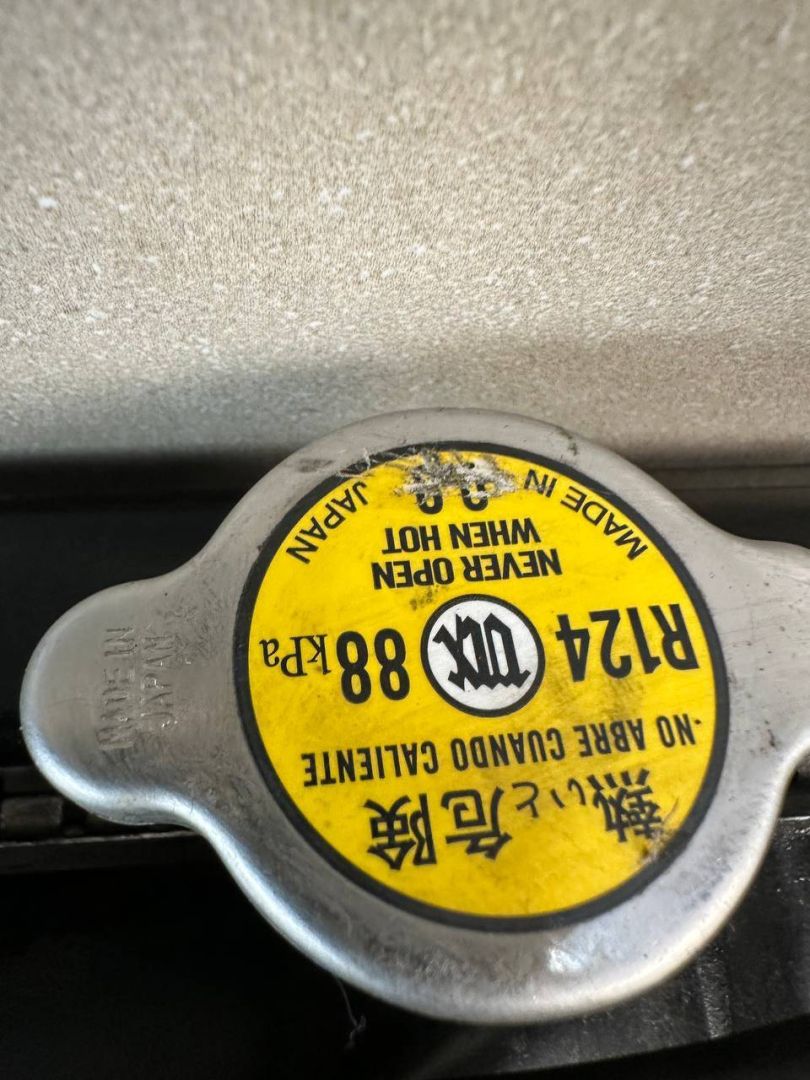 熱いと危険
·NO ABRE CUANDO CALIENTE
R124 88kPa
NEVER OPEN
WHEN HOT
MADE IN JAPAN
MADE IN
JAPAN